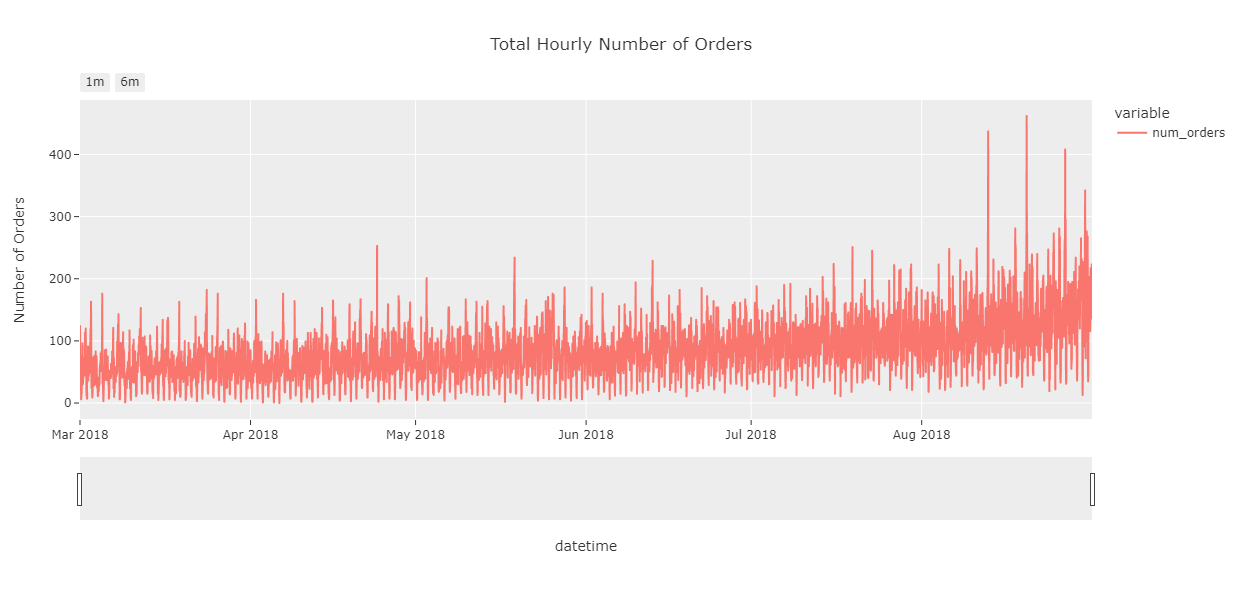 Total Hourly Number of Orders
1m 6m
variable
num_orders
Number of Orders
400
300
200
100
0
Mar 2018 Apr 2018 May 2018 Jun 2018 Jul 2018 Aug 2018
datetime